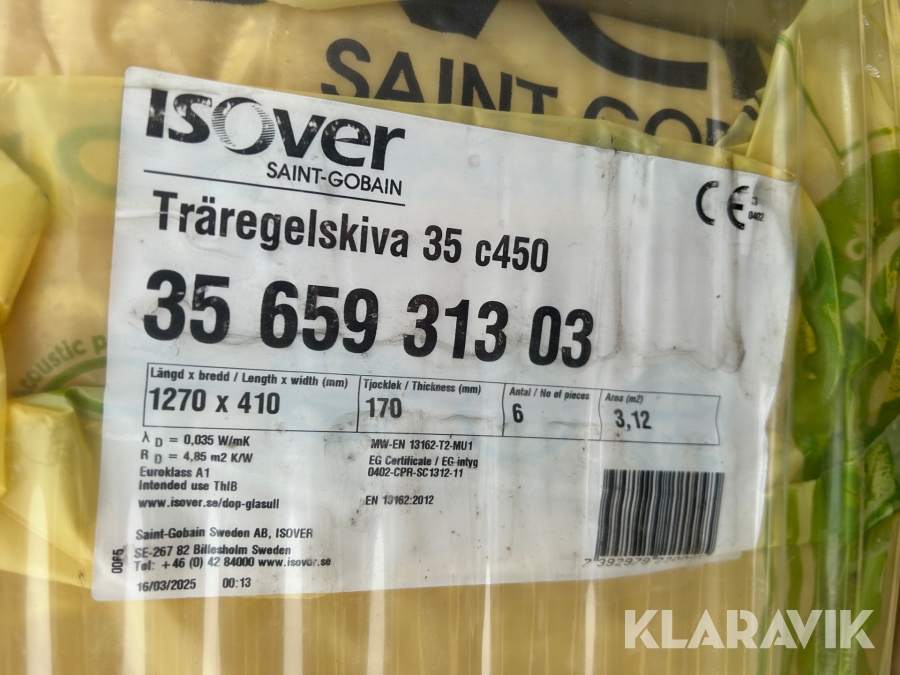 SAINT-GOB
ISOVER
SAINT-GOBAIN
CE
0402
Träregelskiva 35 c450
35 659 313 03
Längd x bredd / Length x width (mm)
1270 x 410
Tjocklek / Thickness (mm)
170
Antal / No of pieces
6
Area (m2)
3,12
λ D = 0,035 W/mK
R D = 4,85 m2 K/W
Euroklass A1
Intended use ThIB
www.isover.se/dop-glasull
MW-EN 13162-T2-MU1
EG Certificate / EG intyg
0402-CPR-SC1312-11
EN 13162:2012
Saint-Gobain Sweden AB, ISOVER
SE-267 82 Billesholm Sweden
Tel: +46 (0) 42 84000 www.isover.se
16/03/2025 00:13
acoustic p
KLARAVIK